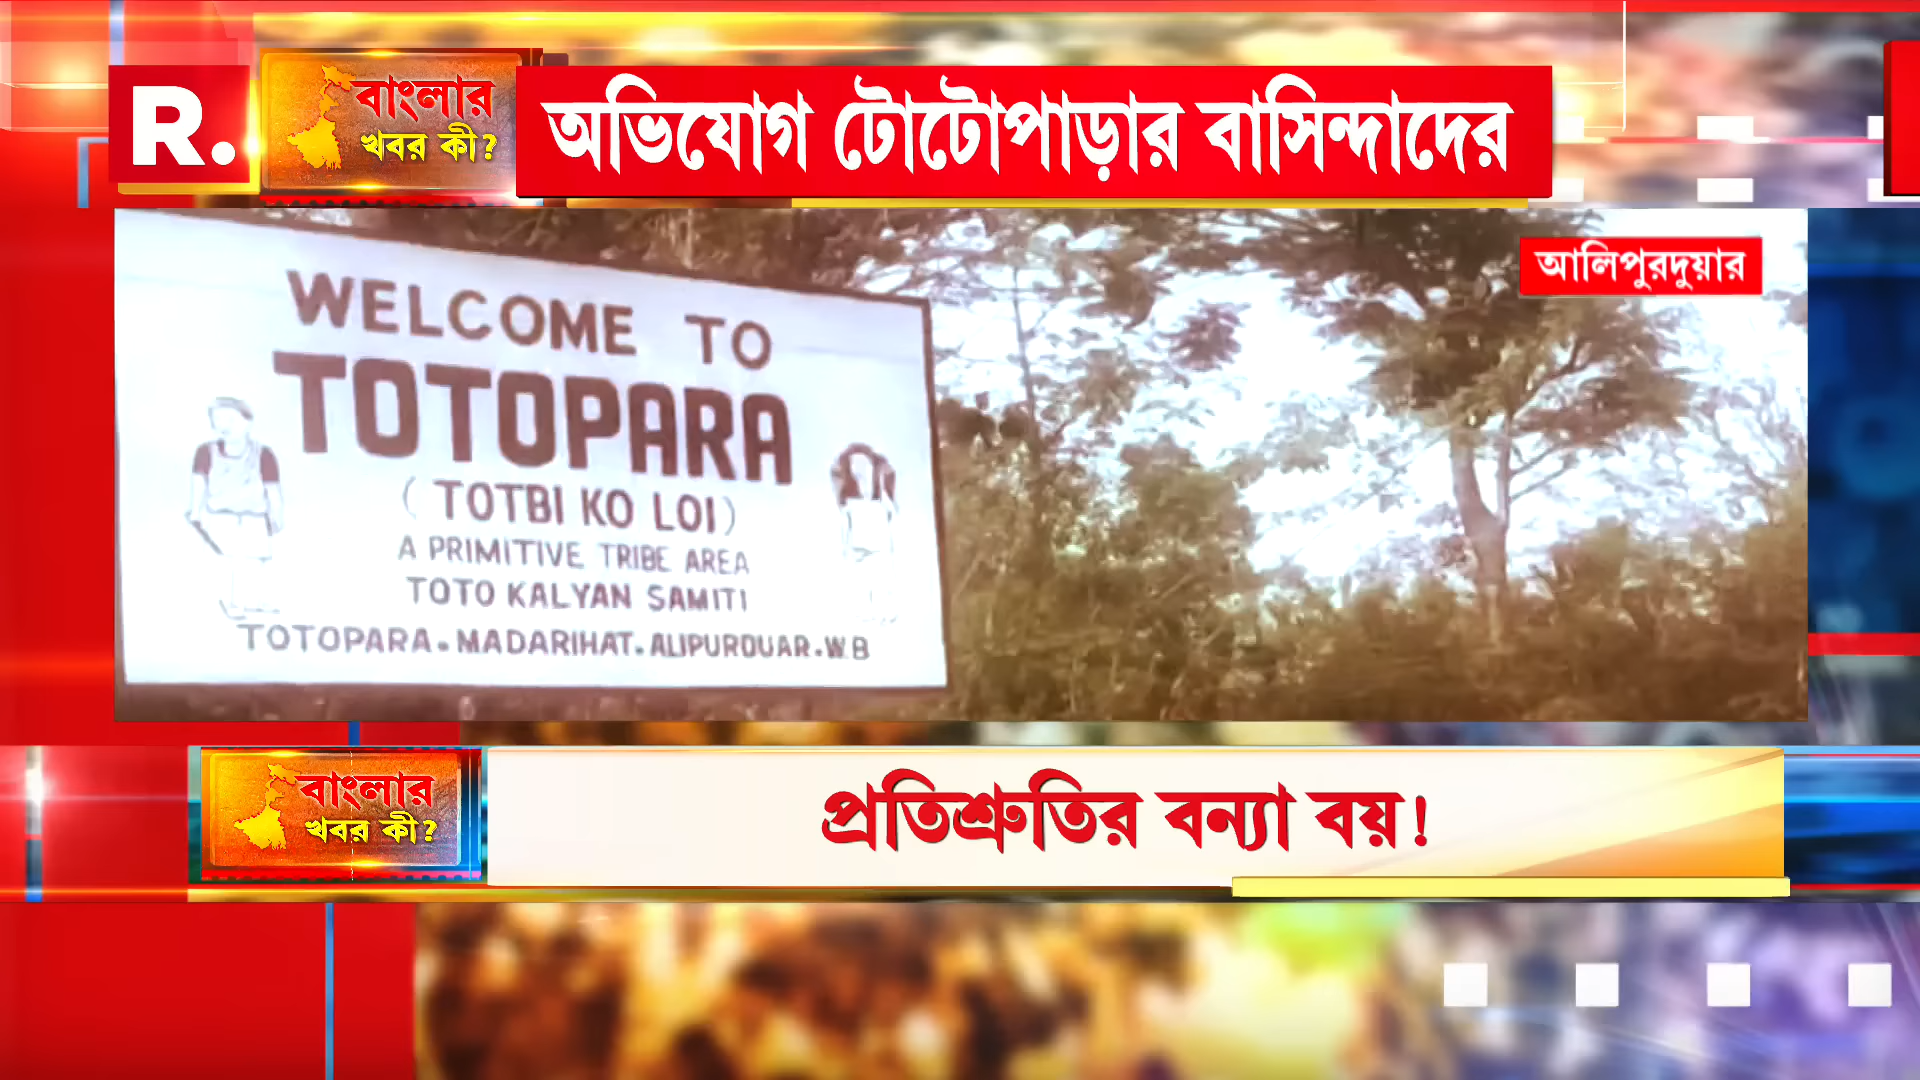 R.
বাংলার
খবর কী?
অভিযোগ টোটোপাড়ার বাসিন্দাদের
আলিপুরদুয়ার
WELCOME TO
TOTOPARA
( TOTBI KO LOI )
A PRIMITIVE TRIBE AREA
TOTO KALYAN SAMITI
TOTOPARA. MADARIHAT. ALIPURDUAR. W.B
বাংলার
খবর কী?
প্রতিশ্রুতির বন্যা বয়!